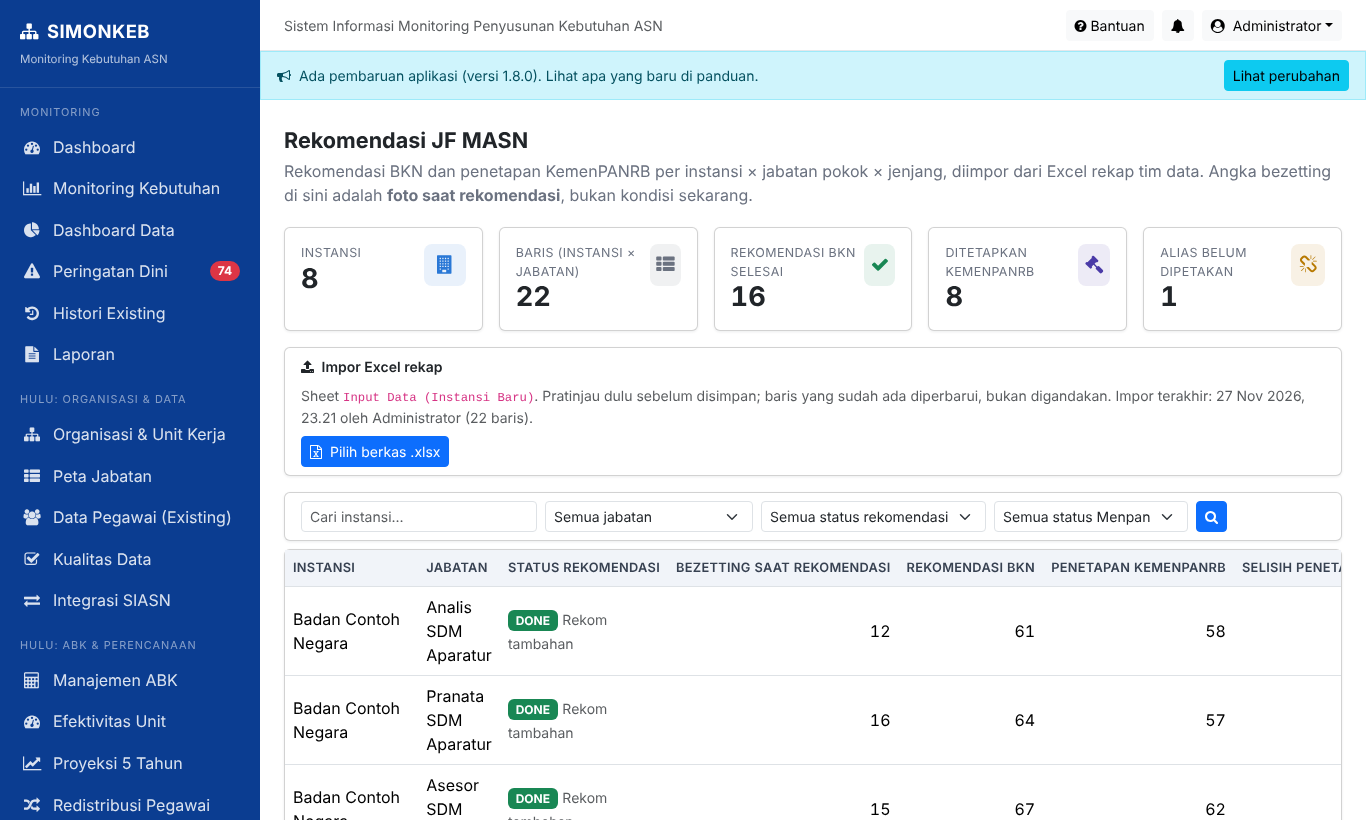 SIMONKEB
Monitoring Kebutuhan ASN
MONITORING
Dashboard
Monitoring Kebutuhan
Dashboard Data
Peringatan Dini 74
Histori Existing
Laporan
HULU: ORGANISASI & DATA
Organisasi & Unit Kerja
Peta Jabatan
Data Pegawai (Existing)
Kualitas Data
Integrasi SIASN
HULU: ABK & PERENCANAAN
Manajemen ABK
Efektivitas Unit
Proyeksi 5 Tahun
Redistribusi Pegawai
Sistem Informasi Monitoring Penyusunan Kebutuhan ASN
Bantuan
Administrator
Ada pembaruan aplikasi (versi 1.8.0). Lihat apa yang baru di panduan.
Lihat perubahan
Rekomendasi JF MASN
Rekomendasi BKN dan penetapan KemenPANRB per instansi × jabatan pokok × jenjang, diimpor dari Excel rekap tim data. Angka bezetting
di sini adalah foto saat rekomendasi, bukan kondisi sekarang.
INSTANSI
8
BARIS (INSTANSI ×
JABATAN)
22
REKOMENDASI BKN
SELESAI
16
DITETAPKAN
KEMENPANRB
8
ALIAS BELUM
DIPETAKAN
1
Impor Excel rekap
Sheet Input Data (Instansi Baru). Pratinjau dulu sebelum disimpan; baris yang sudah ada diperbarui, bukan digandakan. Impor terakhir: 27 Nov 2026,
23.21 oleh Administrator (22 baris).
Pilih berkas .xlsx
Cari instansi... Semua jabatan Semua status rekomendasi Semua status Menpan
INSTANSI JABATAN STATUS REKOMENDASI BEZETTING SAAT REKOMENDASI REKOMENDASI BKN PENETAPAN KEMENPANRB SELISIH PENETA
Badan Contoh
Negara
Analis
SDM
Aparatur
DONE Rekom
tambahan
12 61 58
Badan Contoh
Negara
Pranata
SDM
Aparatur
DONE Rekom
tambahan
16 64 57
Badan Contoh
Negara
Asesor
SDM
DONE Rekom
tambahan
15 67 62